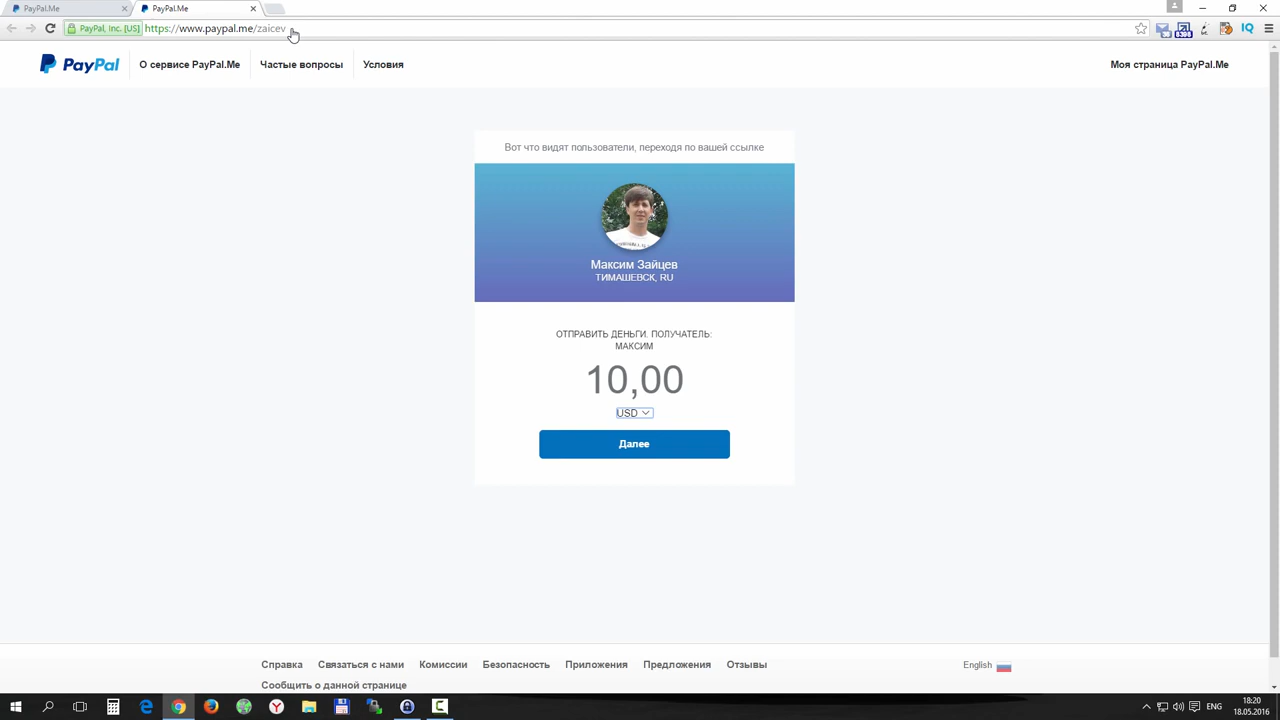 PayPal.Me
PayPal.Me
PayPal, Inc. [US] https://www.paypal.me/zaicev
PayPal
О сервисе PayPal.Me
Частые вопросы
Условия
Моя страница PayPal.Me
Вот что видят пользователи, переходя по вашей ссылке
Максим Зайцев
ТИМАШЕВСК, RU
ОТПРАВИТЬ ДЕНЬГИ. ПОЛУЧАТЕЛЬ:
МАКСИМ
10,00
USD
Далее
Справка
Связаться с нами
Комиссии
Безопасность
Приложения
Предложения
Отзывы
English
Сообщить о данной странице
ENG
18:20
18.05.2016